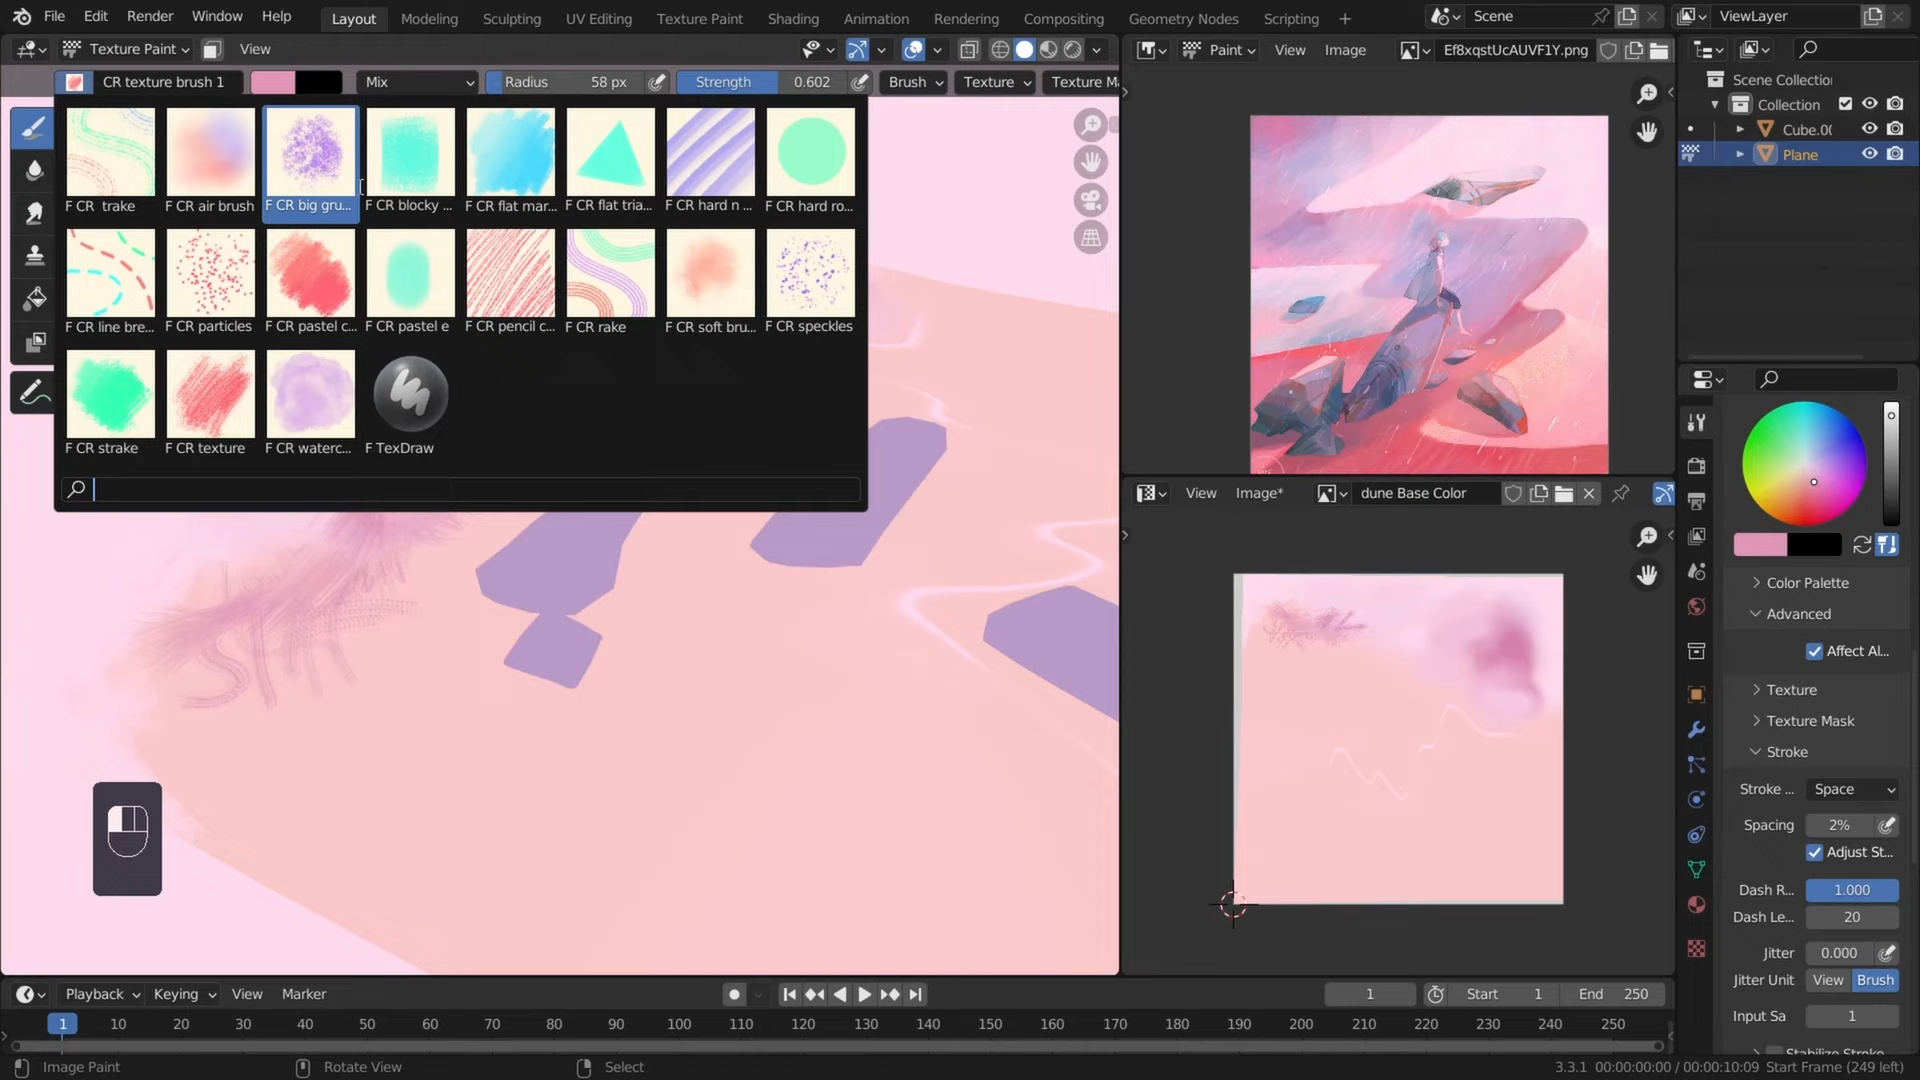 File Edit Render Window Help Layout Modeling Sculpting UV Editing Texture Paint Shading Animation Rendering Compositing Geometry Nodes Scripting + Scene ViewLayer
Texture Paint View
Paint View Image Ef8xqstUcAUVF1Y.png
CR texture brush 1 Mix Radius 58 px Strength 0.602 Brush Texture Texture Ma
F CR trake F CR air brush F CR big gru... F CR blocky ... F CR flat mar... F CR flat tria... F CR hard n ... F CR hard ro...
F CR line bre... F CR particles F CR pastel c... F CR pastel e F CR pencil c... F CR rake F CR soft bru... F CR speckles
F CR strake F CR texture F CR waterc... F TexDraw
Scene Collectio
Collection
Cube.0
Plane
View Image* dune Base Color
Color Palette
Advanced
Affect Al...
Texture
Texture Mask
Stroke
Stroke ... Space
Spacing 2%
Adjust St...
Dash R... 1.000
Dash Le... 20
Jitter 0.000
Jitter Unit View Brush
Input Sa 1
Stabilize Stroke
Playback Keying View Marker 1 Start 1 End 250
1 10 20 30 40 50 60 70 80 90 100 110 120 130 140 150 160 170 180 190 200 210 220 230 240 250
Image Paint Rotate View Select 3.3.1 00:00:00:00 / 00:00:10:09 Start Frame (249 left)